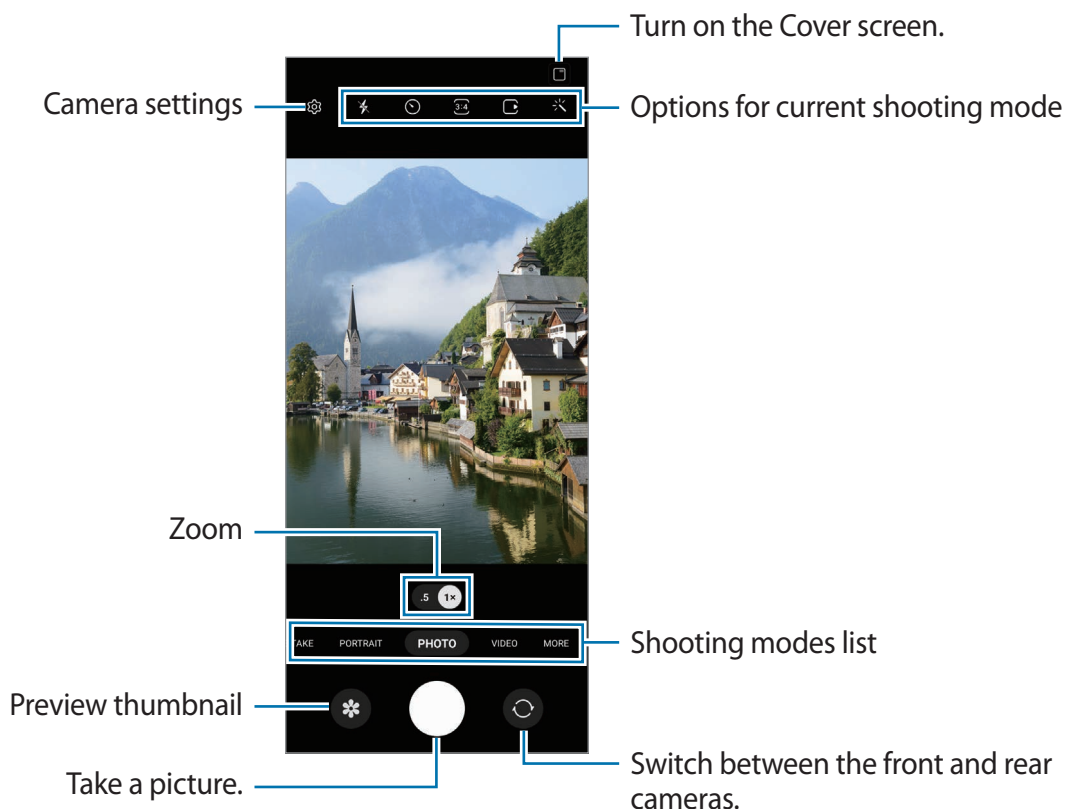 Turn on the Cover screen.
Camera settings
3:4
Options for current shooting mode
Zoom
.5 1×
TAKE PORTRAIT PHOTO VIDEO MORE
Shooting modes list
Preview thumbnail
Take a picture.
Switch between the front and rear
cameras.